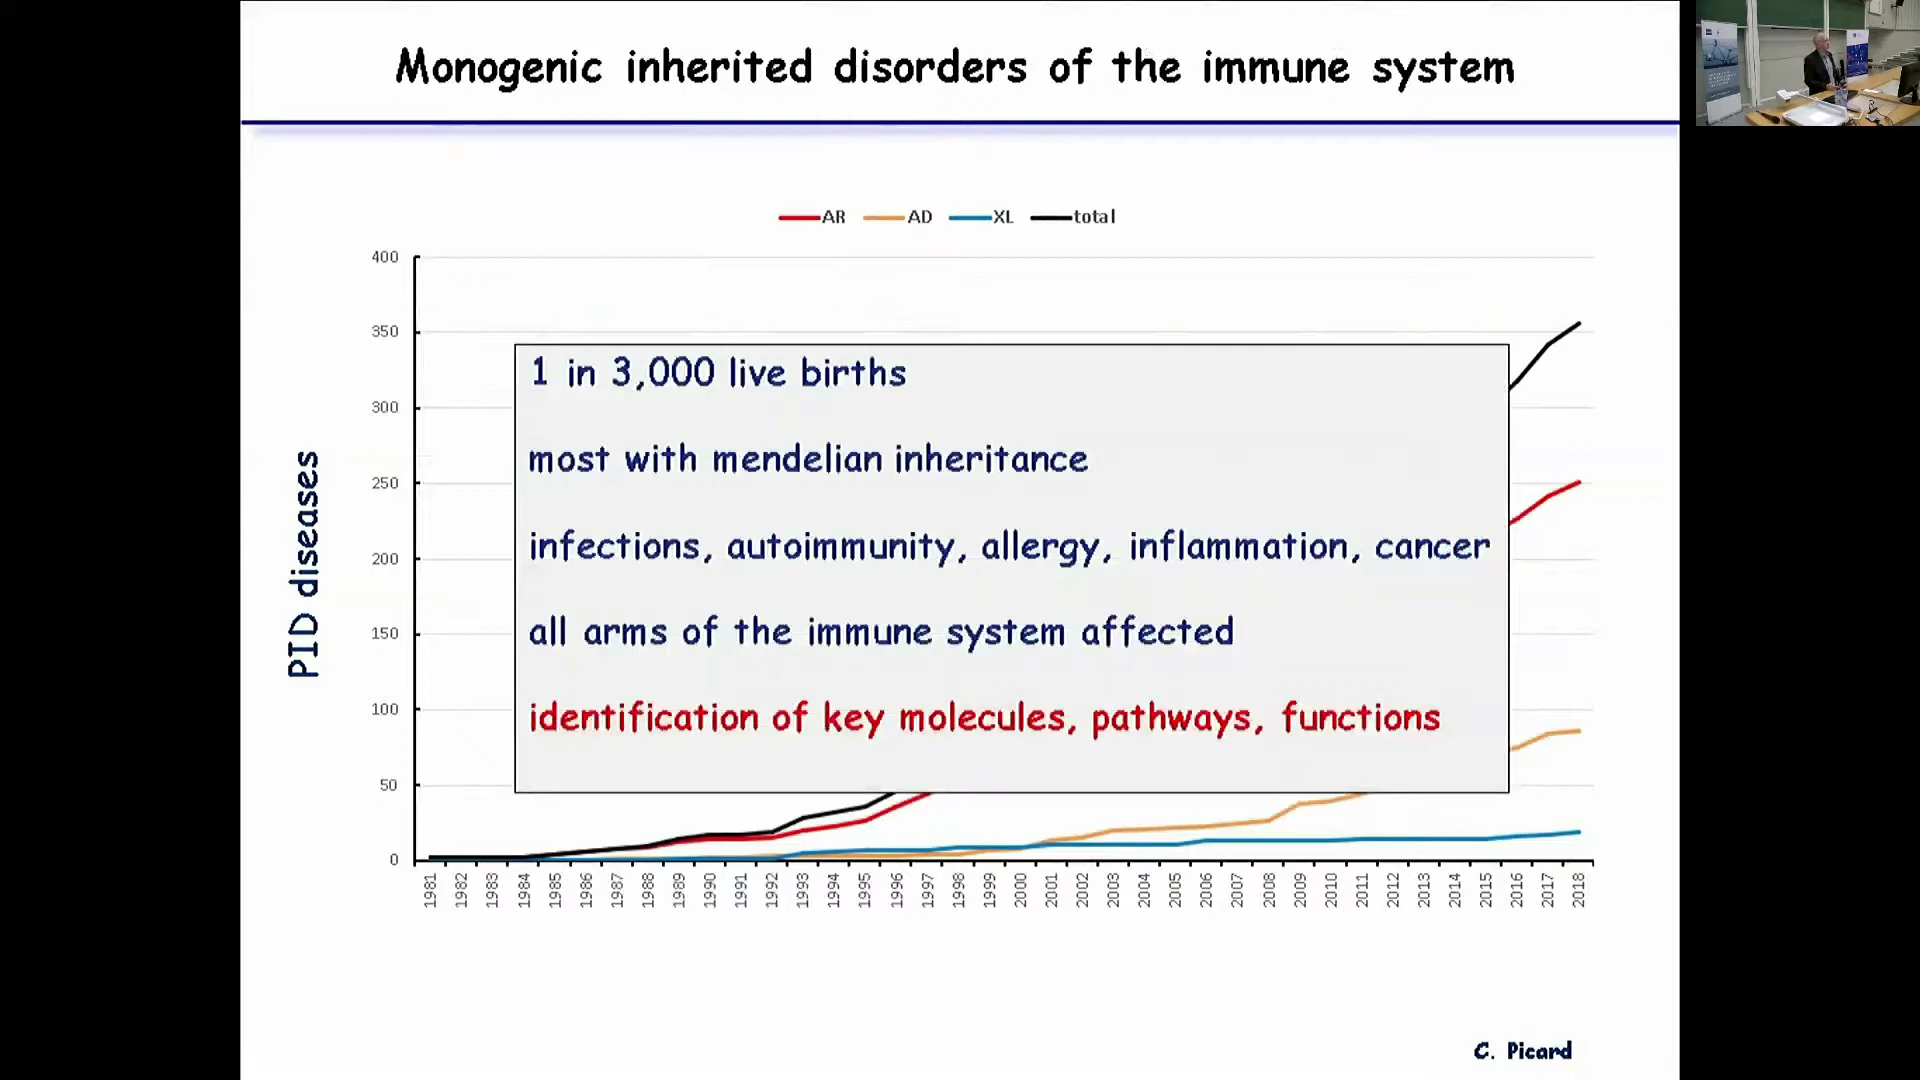 Monogenic inherited disorders of the immune system
AR AD XL total
400
350
300
250
200
150
100
50
0
PID diseases
1 in 3,000 live births
most with mendelian inheritance
infections, autoimmunity, allergy, inflammation, cancer
all arms of the immune system affected
identification of key molecules, pathways, functions
1981 1982 1983 1984 1985 1986 1987 1988 1989 1990 1991 1992 1993 1994 1995 1996 1997 1998 1999 2000 2001 2002 2003 2004 2005 2006 2007 2008 2009 2010 2011 2012 2013 2014 2015 2016 2017 2018
C. Picard